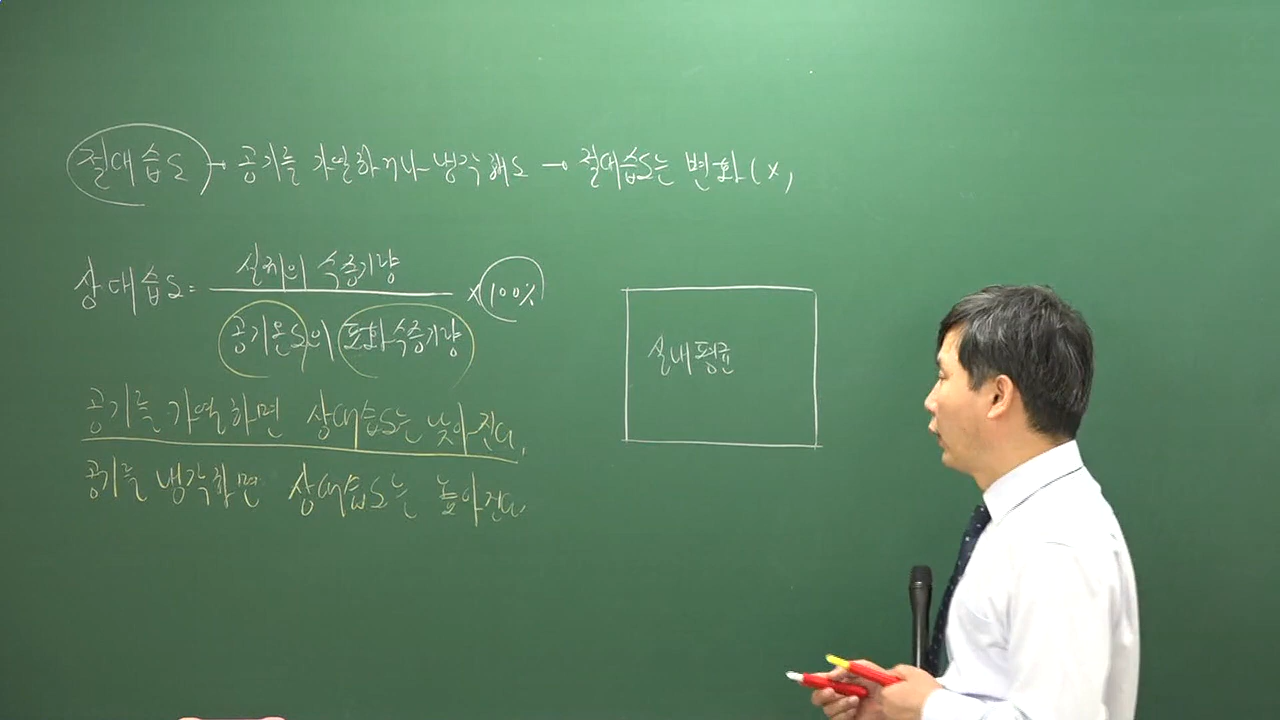 절대습도 → 공기를 가열하거나 냉각해도 → 절대습도는 변화(x)
상대습도 = 실제의 수증기량
공기온도의 포화수증기량
x 100%
실내평균
공기를 가열하면 상대습도는 낮아진다.
공기를 냉각하면 상대습도는 높아진다.